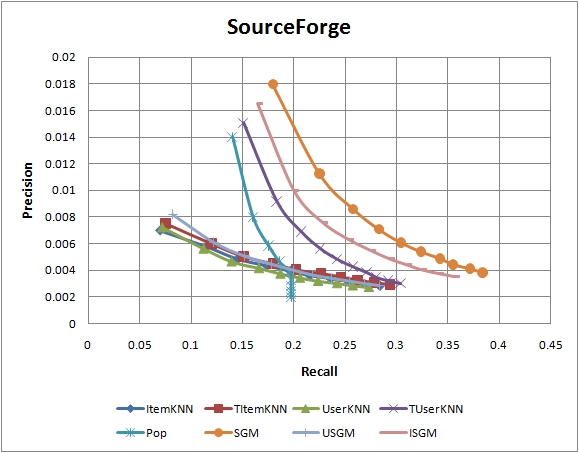 SourceForge
0.02
0.018
0.016
0.014
0.012
0.01
0.008
0.006
0.004
0.002
0
Precision
0 0.05 0.1 0.15 0.2 0.25 0.3 0.35 0.4 0.45
Recall
ItemKNN TItemKNN UserKNN TUserKNN
Pop SGM USGM ISGM